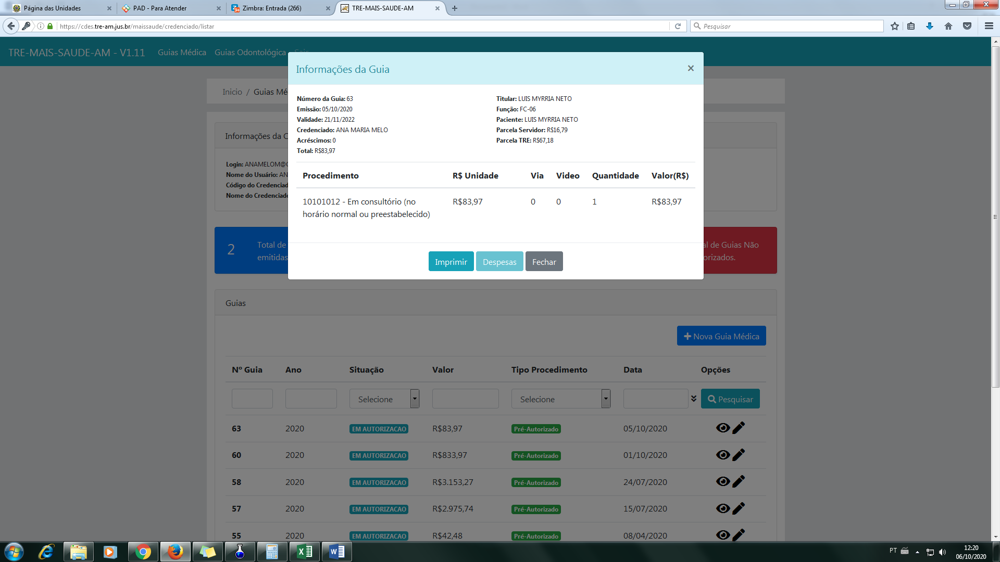 Página das Unidades
PAD - Para Atender
Zimbra: Entrada (266)
TRE-MAIS-SAUDE-AM
https://cdes.tre-am.jus.br/maissaude/credenciado/listar
Pesquisar
TRE-MAIS-SAUDE-AM - V1.11 Guias Médica Guias Odontológica Sair
Inicio / Guias Mé
Informações da Guia ×
Número da Guia: 63
Emissão: 05/10/2020
Validade: 21/11/2022
Credenciado: ANA MARIA MELO
Acréscimos: 0
Total: R$83,97
Titular: LUIS MYRRIA NETO
Função: FC-06
Paciente: LUIS MYRRIA NETO
Parcela Servidor: R$16,79
Parcela TRE: R$67,18
Procedimento R$ Unidade Via Video Quantidade Valor(R$)
10101012 - Em consultório (no R$83,97 0 0 1 R$83,97
horário normal ou preestabelecido)
Imprimir Despesas Fechar
Informações da C
Login: ANAMELOM@
Nome do Usuário: AN
Código do Credenciad
Nome do Credenciado
2 Total de
emitidas
al de Guias Não
orizados.
Guias
Nova Guia Médica
Nº Guia Ano Situação Valor Tipo Procedimento Data Opções
Selecione Selecione Pesquisar
63 2020 EM AUTORIZACAO R$83,97 Pré-Autorizado 05/10/2020
60 2020 EM AUTORIZACAO R$833,97 Pré-Autorizado 01/10/2020
58 2020 EM AUTORIZACAO R$3.153,27 Pré-Autorizado 24/07/2020
57 2020 EM AUTORIZACAO R$2.975,74 Pré-Autorizado 15/07/2020
55 2020 EM AUTORIZACAO R$42,48 Pré-Autorizado 08/04/2020
PT
12:20
06/10/2020